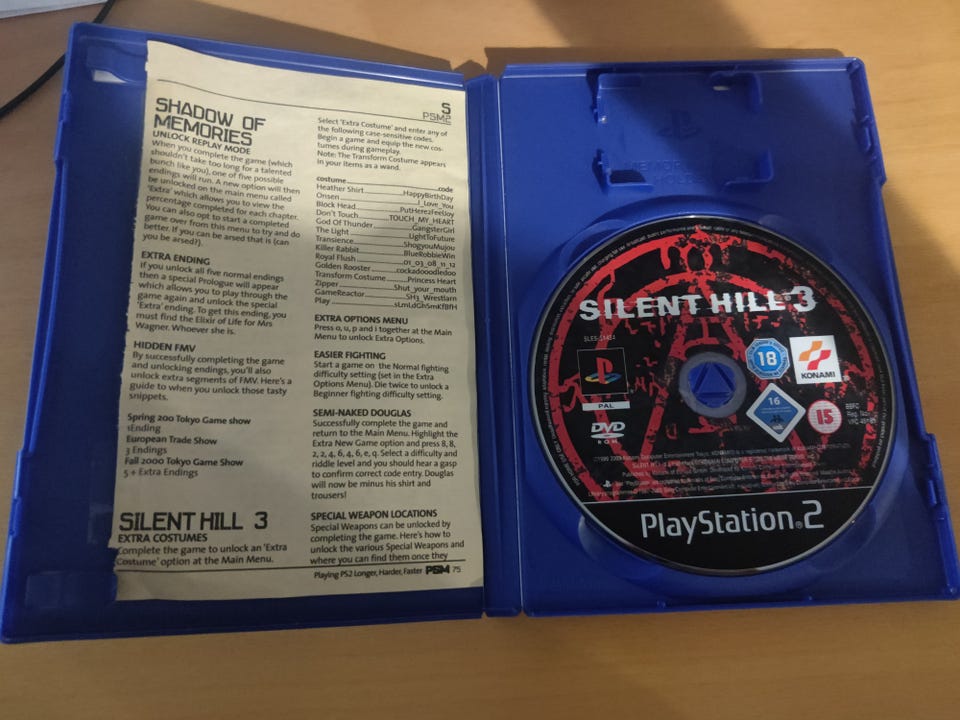 SHADOW OF
MEMORIES
UNLOCK REPLAY MODE
When you complete the game (which
shouldn't take too long for a talented
bunch like you), one of five possible
endings will run. A new option will then
be unlocked on the main menu called
'Extra' which allows you to view the
percentage completed for each chapter.
You can also opt to start a completed
game over from this menu to try and do
better. If you can be arsed that is (can
you be arsed?).
EXTRA ENDING
If you unlock all five normal endings
then a special Prologue will appear
which allows you to play through the
game again and unlock the special
'Extra' ending. To get this ending, you
must find the Elixir of Life for Mrs
Wagner. Whoever she is.
HIDDEN FMV
By successfully completing the game
and unlocking endings, you'll also
unlock extra segments of FMV. Here's a
guide to when you unlock those tasty
snippets.
Spring 200 Tokyo Game show
1Ending
European Trade Show
3 Endings
Fall 2000 Tokyo Game Show
5 + Extra Endings
SILENT HILL 3
EXTRA COSTUMES
Complete the game to unlock an 'Extra
Costume' option at the Main Menu.
S
PSM2
Select 'Extra Costume' and enter any of
the following case-sensitive codes.
Begin a game and equip the new cos-
tumes during gameplay.
Note: The Transform Costume appears
in your items as a wand.
costume code
Heather Shirt HappyBirthDay
Onsen I_Love_You
Block Head PutHere2FeelJoy
Don't Touch TOUCH_MY_HEART
God Of Thunder GangsterGirl
The Light LightToFuture
Transience ShogyouMujou
Killer Rabbit BlueRobbieWin
Royal Flush 01_03_08_11_12
Golden Rooster cockadooodledoo
Transform Costume Princess Heart
Zipper Shut_your_mouth
GameReactor SH3_Wrestlarn
Play sLmLdGhSmKfBfH
EXTRA OPTIONS MENU
Press 0, u, p and i together at the Main
Menu to unlock Extra Options.
EASIER FIGHTING
Start a game on the Normal fighting
difficulty setting (set in the Extra
Options Menu). Die twice to unlock a
Beginner fighting difficulty setting.
SEMI-NAKED DOUGLAS
Successfully complete the game and
return to the Main Menu. Highlight the
Extra New Game option and press 8, 8,
2, 2, 4, 6, 4, 6, e, q. Select a difficulty and
riddle level and you should hear a gasp
to confirm correct code entry. Douglas
will now be minus his shirt and
trousers!
SPECIAL WEAPON LOCATIONS
Special Weapons can be unlocked by
completing the game. Here's how to
unlock the various Special Weapons and
where you can find them once they
Playing PS2 Longer, Harder, Faster PSM 75
SILENT HILL 3
PAL
DVD
ROM
18
KONAMI
16
15
BBFC
PlayStation 2